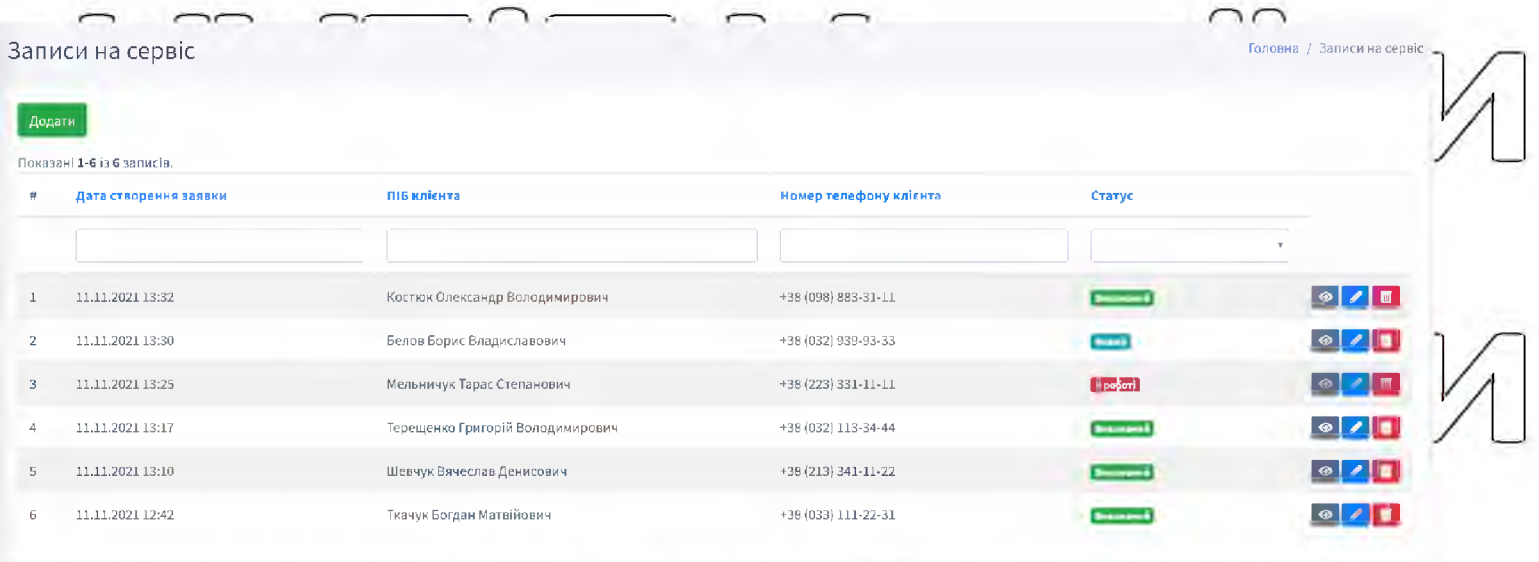 Записи на сервіс
Головна / Записи на сервіс
Додати
Показані 1-6 із 6 записів.
# Дата створення заявки ПІБ клієнта Номер телефону клієнта Статус
1 11.11.2021 13:32 Костюк Олександр Володимирович +38 (098) 883-31-11
2 11.11.2021 13:30 Белов Борис Владиславович +38 (032) 939-93-33
3 11.11.2021 13:25 Мельничук Тарас Степанович +38 (223) 331-11-11 В роботі
4 11.11.2021 13:17 Терещенко Григорій Володимирович +38 (032) 113-34-44
5 11.11.2021 13:10 Шевчук Вячеслав Денисович +38 (213) 341-11-22
6 11.11.2021 12:42 Ткачук Богдан Матвійович +38 (033) 111-22-31